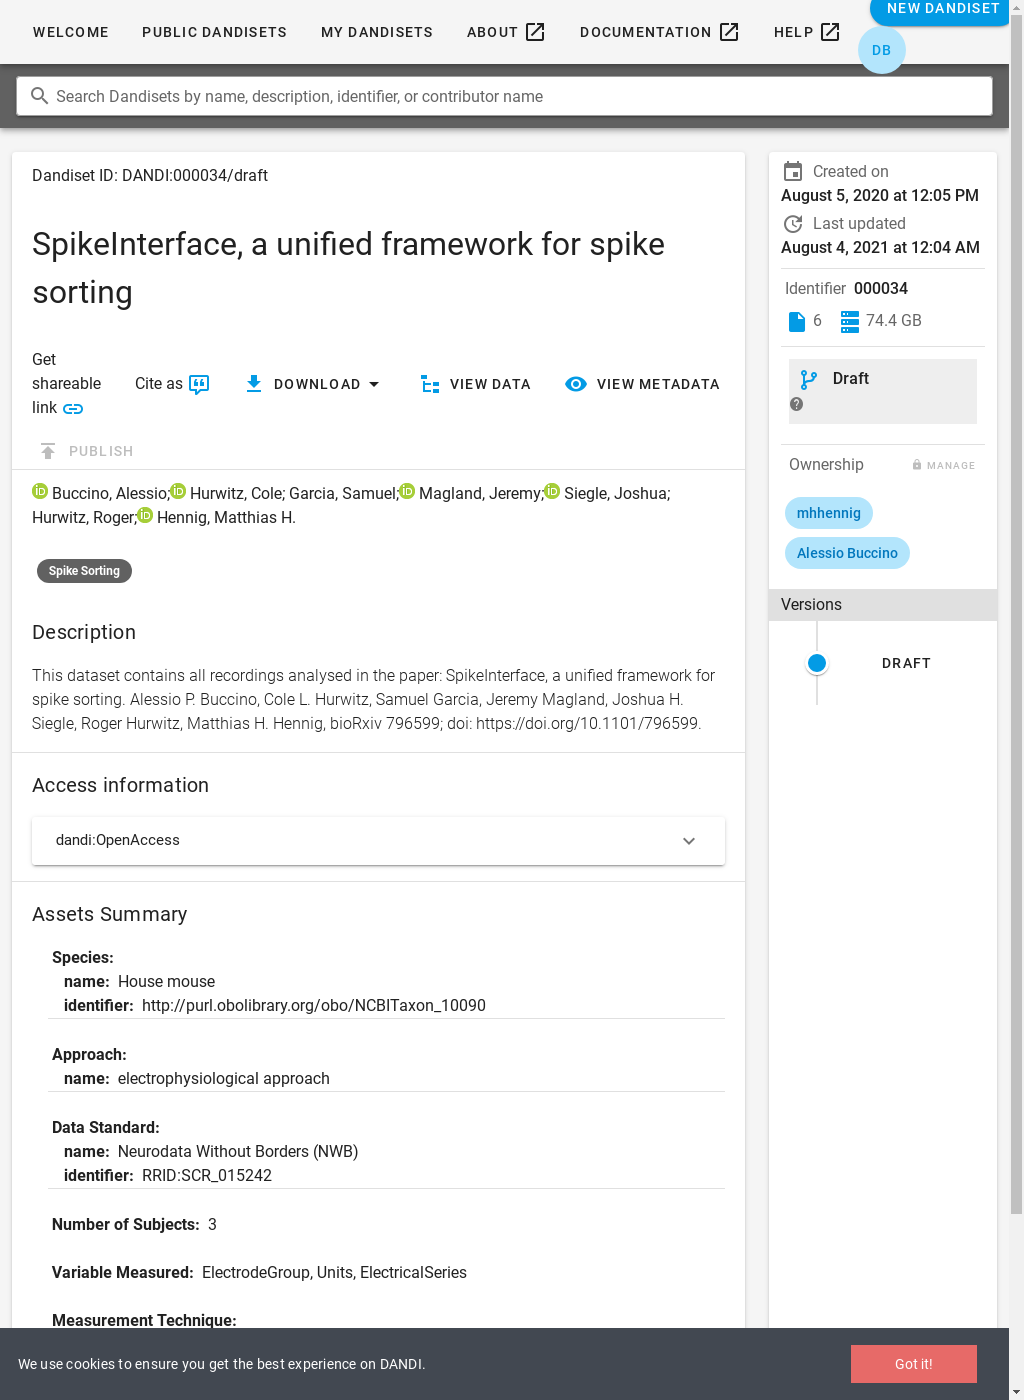 WELCOME PUBLIC DANDISETS MY DANDISETS ABOUT DOCUMENTATION HELP NEW DANDISET
DB
Search Dandisets by name, description, identifier, or contributor name
Dandiset ID: DANDI:000034/draft
SpikeInterface, a unified framework for spike
sorting
Get
shareable
link
Cite as
DOWNLOAD
VIEW DATA
VIEW METADATA
PUBLISH
iD Buccino, Alessio;iD Hurwitz, Cole; Garcia, Samuel;iD Magland, Jeremy;iD Siegle, Joshua;
Hurwitz, Roger;iD Hennig, Matthias H.
Spike Sorting
Description
This dataset contains all recordings analysed in the paper: SpikeInterface, a unified framework for
spike sorting. Alessio P. Buccino, Cole L. Hurwitz, Samuel Garcia, Jeremy Magland, Joshua H.
Siegle, Roger Hurwitz, Matthias H. Hennig, bioRxiv 796599; doi: https://doi.org/10.1101/796599.
Access information
dandi:OpenAccess
Assets Summary
Species:
name: House mouse
identifier: http://purl.obolibrary.org/obo/NCBITaxon_10090
Approach:
name: electrophysiological approach
Data Standard:
name: Neurodata Without Borders (NWB)
identifier: RRID:SCR_015242
Number of Subjects: 3
Variable Measured: ElectrodeGroup, Units, ElectricalSeries
Measurement Technique:
Created on
August 5, 2020 at 12:05 PM
Last updated
August 4, 2021 at 12:04 AM
Identifier 000034
6 74.4 GB
Draft
?
Ownership MANAGE
mhhennig
Alessio Buccino
Versions
DRAFT
We use cookies to ensure you get the best experience on DANDI.
Got it!